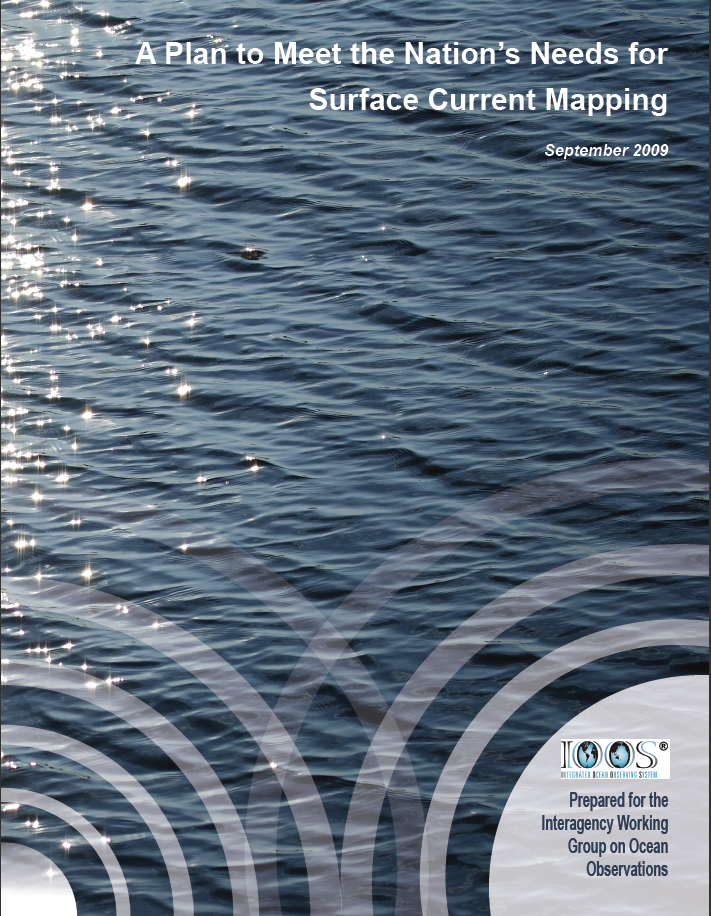 A Plan to Meet the Nation's Needs for
Surface Current Mapping
September 2009
IOOS®
INTEGRATED OCEAN OBSERVING SYSTEM
Prepared for the
Interagency Working
Group on Ocean
Observations